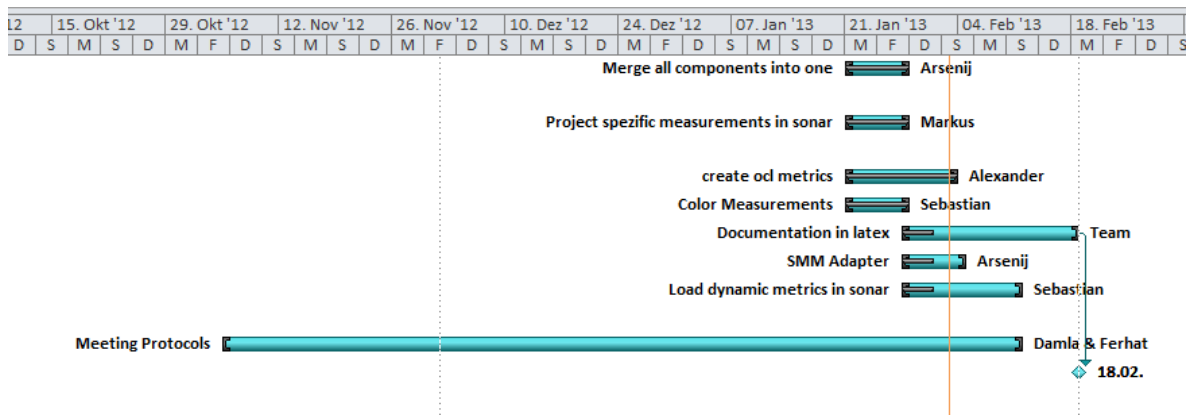 12 15. Okt '12 29. Okt '12 12. Nov '12 26. Nov '12 10. Dez '12 24. Dez '12 07. Jan '13 21. Jan '13 04. Feb '13 18. Feb '13
D S M S D M F D S M S D M F D S M S D M F D S M S D M F D S M S D M F D S
Merge all components into one Arsenij
Project spezific measurements in sonar Markus
create ocl metrics Alexander
Color Measurements Sebastian
Documentation in latex Team
SMM Adapter Arsenij
Load dynamic metrics in sonar Sebastian
Meeting Protocols Damla & Ferhat
18.02.